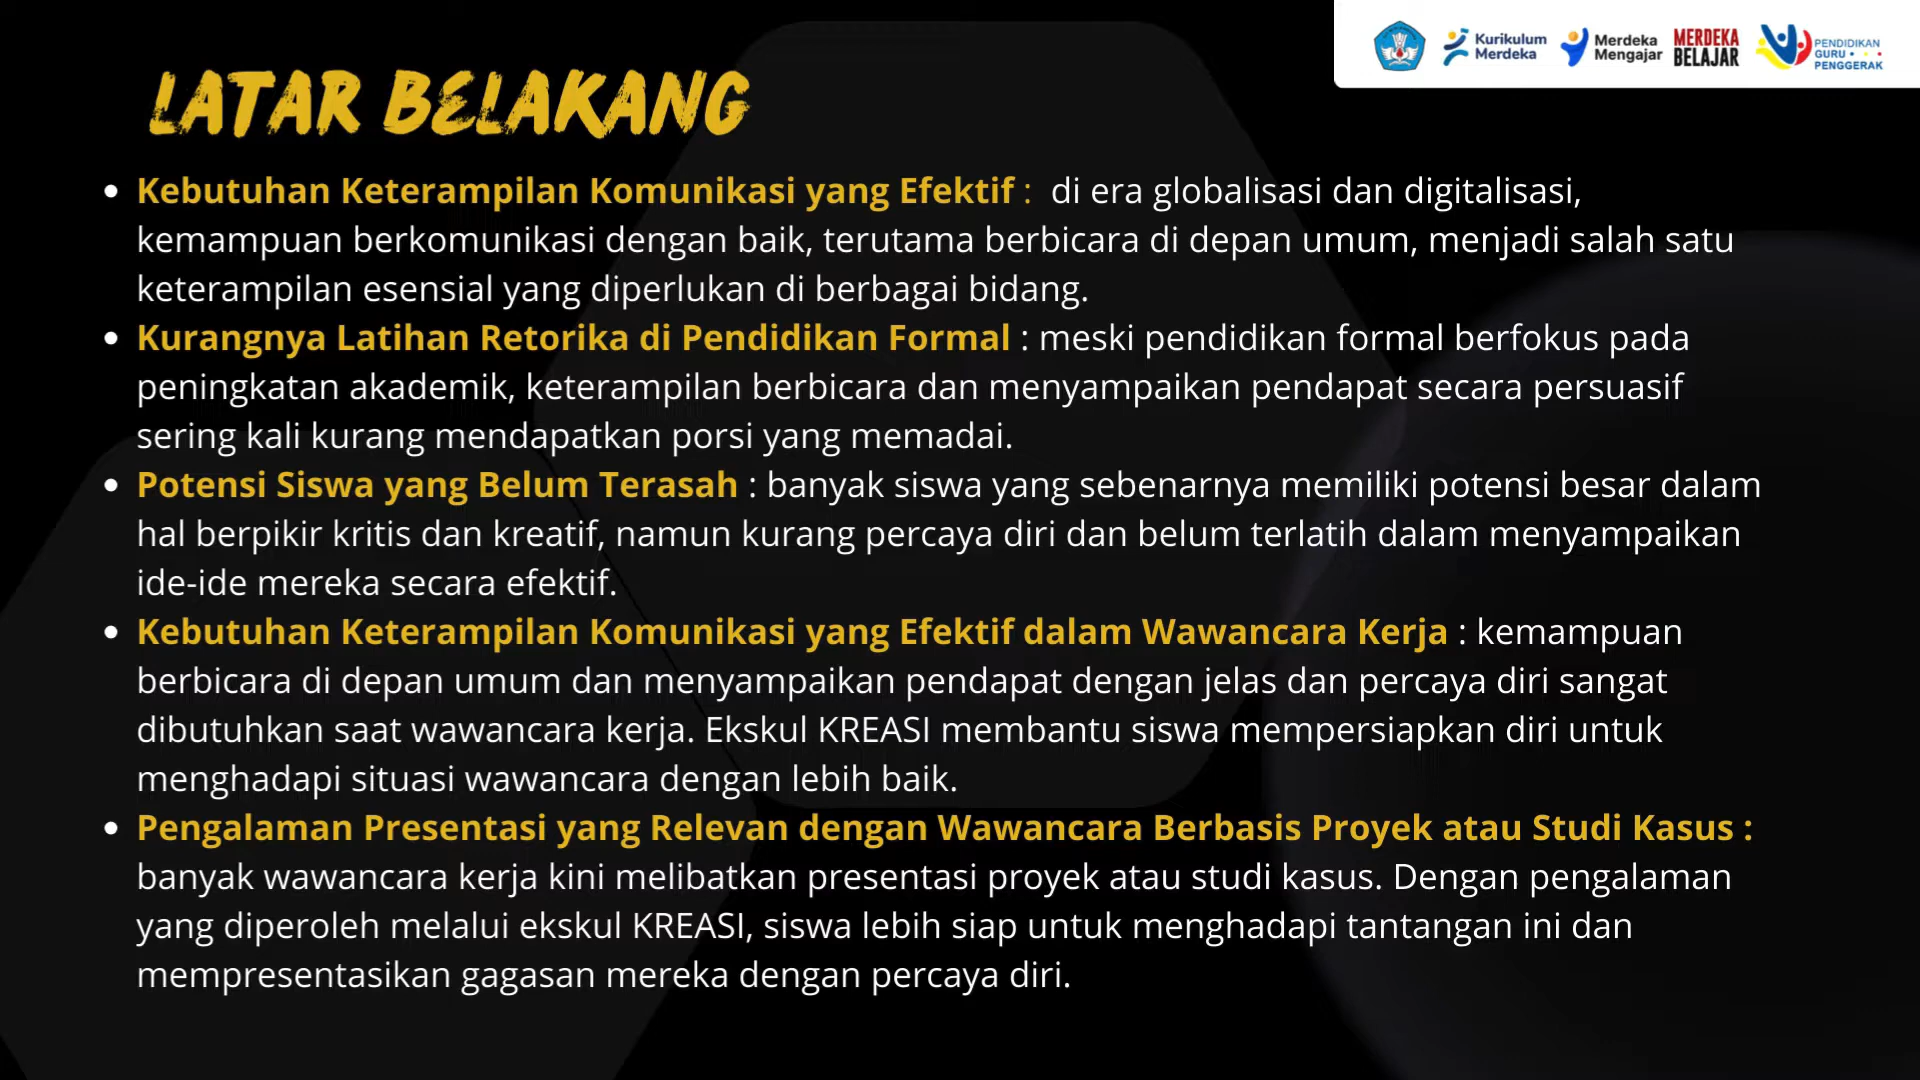 Kurikulum
Merdeka
Merdeka
Mengajar
MERDEKA
BELAJAR
PENDIDIKAN
GURU
PENGGERAK
LATAR BELAKANG
• Kebutuhan Keterampilan Komunikasi yang Efektif : di era globalisasi dan digitalisasi,
kemampuan berkomunikasi dengan baik, terutama berbicara di depan umum, menjadi salah satu
keterampilan esensial yang diperlukan di berbagai bidang.
• Kurangnya Latihan Retorika di Pendidikan Formal : meski pendidikan formal berfokus pada
peningkatan akademik, keterampilan berbicara dan menyampaikan pendapat secara persuasif
sering kali kurang mendapatkan porsi yang memadai.
• Potensi Siswa yang Belum Terasah : banyak siswa yang sebenarnya memiliki potensi besar dalam
hal berpikir kritis dan kreatif, namun kurang percaya diri dan belum terlatih dalam menyampaikan
ide-ide mereka secara efektif.
• Kebutuhan Keterampilan Komunikasi yang Efektif dalam Wawancara Kerja : kemampuan
berbicara di depan umum dan menyampaikan pendapat dengan jelas dan percaya diri sangat
dibutuhkan saat wawancara kerja. Ekskul KREASI membantu siswa mempersiapkan diri untuk
menghadapi situasi wawancara dengan lebih baik.
• Pengalaman Presentasi yang Relevan dengan Wawancara Berbasis Proyek atau Studi Kasus :
banyak wawancara kerja kini melibatkan presentasi proyek atau studi kasus. Dengan pengalaman
yang diperoleh melalui ekskul KREASI, siswa lebih siap untuk menghadapi tantangan ini dan
mempresentasikan gagasan mereka dengan percaya diri.